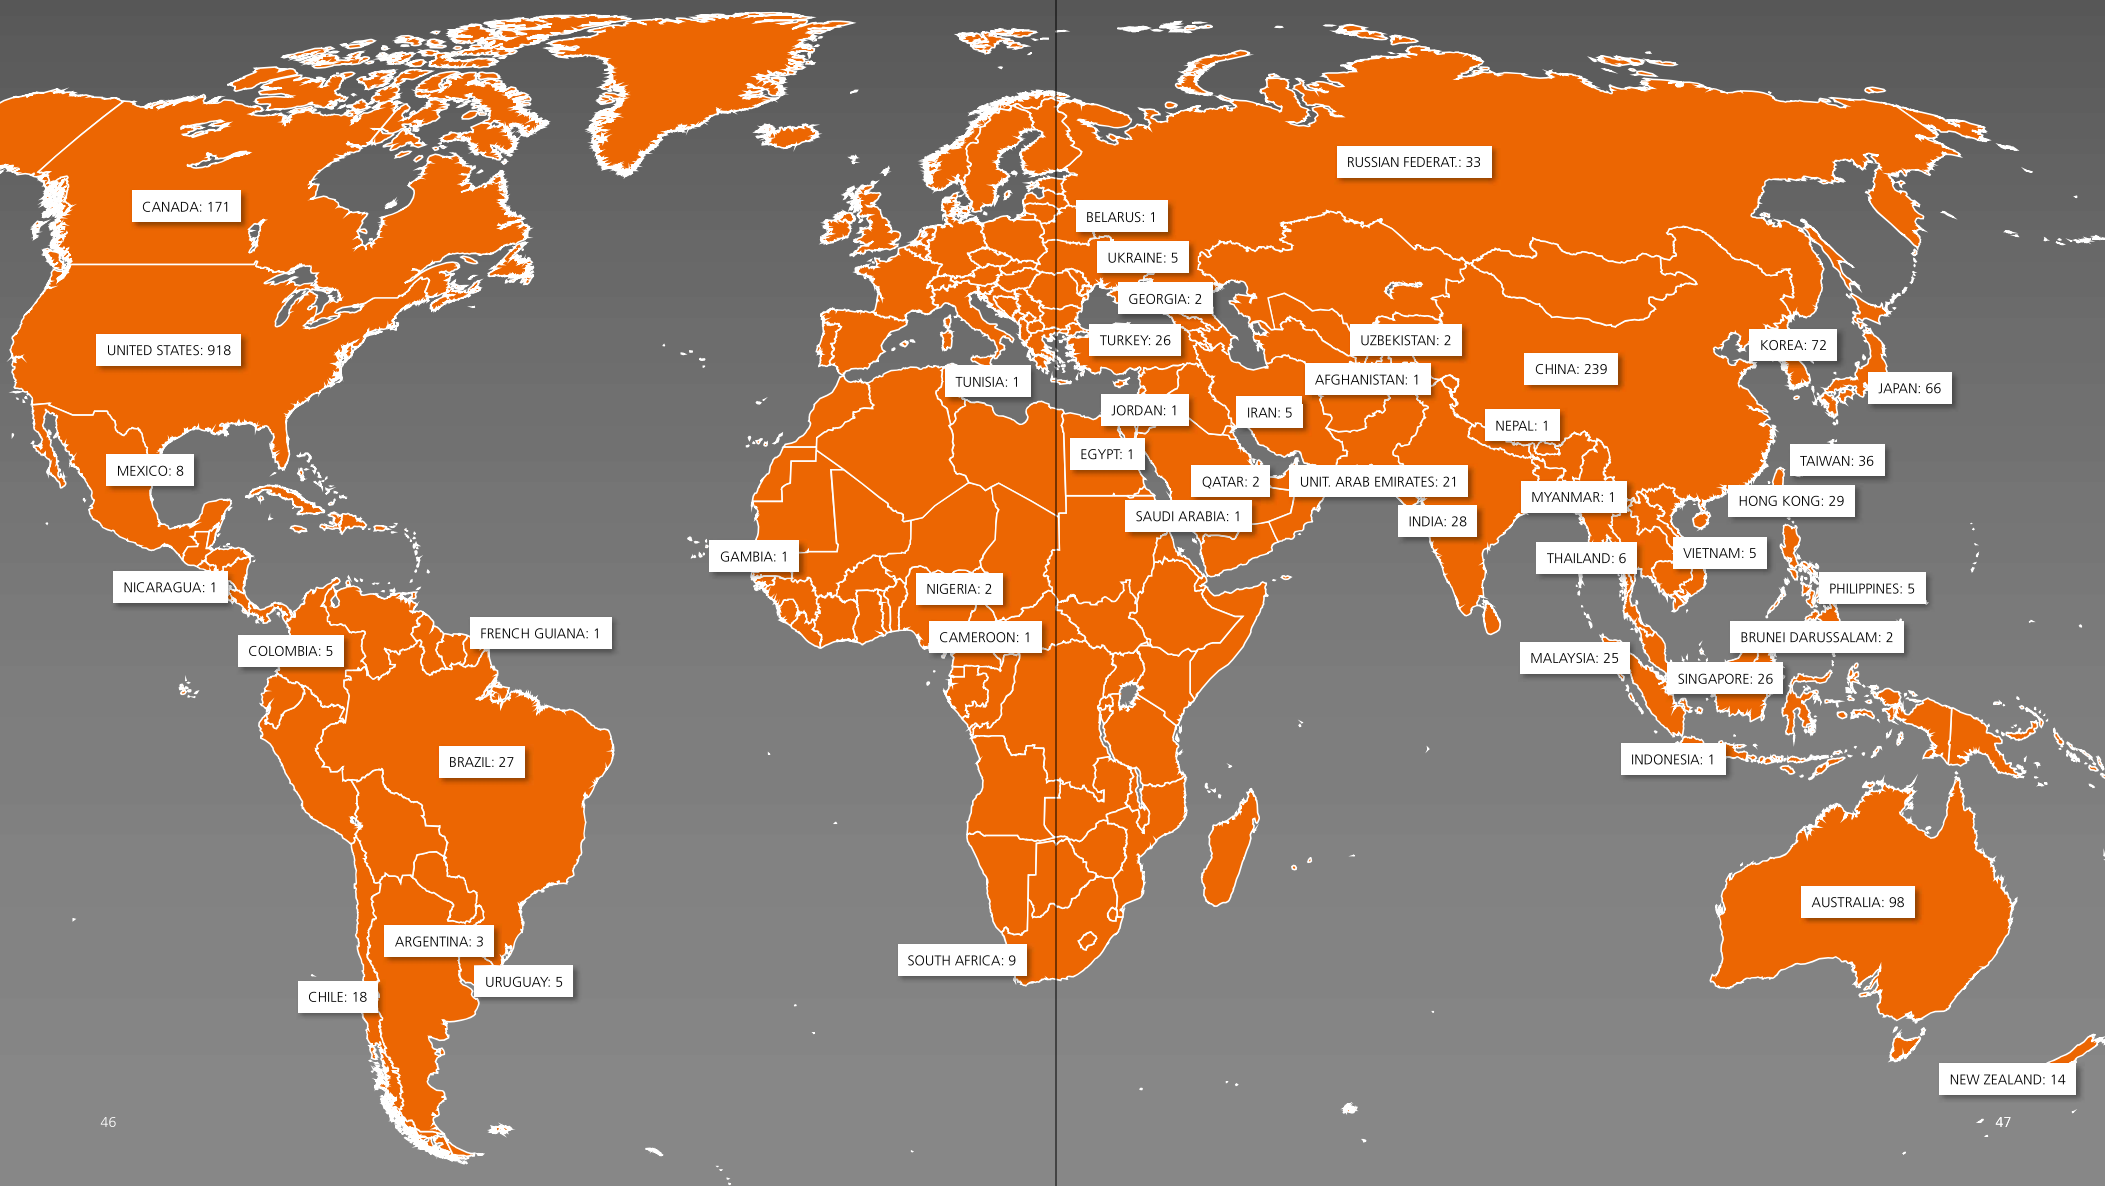 RUSSIAN FEDERAT.: 33
CANADA: 171
BELARUS: 1
UKRAINE: 5
GEORGIA: 2
TURKEY: 26
UZBEKISTAN: 2
KOREA: 72
UNITED STATES: 918
CHINA: 239
TUNISIA: 1
AFGHANISTAN: 1
JAPAN: 66
JORDAN: 1
IRAN: 5
NEPAL: 1
EGYPT: 1
TAIWAN: 36
MEXICO: 8
QATAR: 2
UNIT. ARAB EMIRATES: 21
MYANMAR: 1
HONG KONG: 29
SAUDI ARABIA: 1
INDIA: 28
GAMBIA: 1
THAILAND: 6
VIETNAM: 5
NICARAGUA: 1
NIGERIA: 2
PHILIPPINES: 5
FRENCH GUIANA: 1
CAMEROON: 1
BRUNEI DARUSSALAM: 2
COLOMBIA: 5
MALAYSIA: 25
SINGAPORE: 26
BRAZIL: 27
INDONESIA: 1
AUSTRALIA: 98
ARGENTINA: 3
SOUTH AFRICA: 9
URUGUAY: 5
CHILE: 18
NEW ZEALAND: 14
46
47